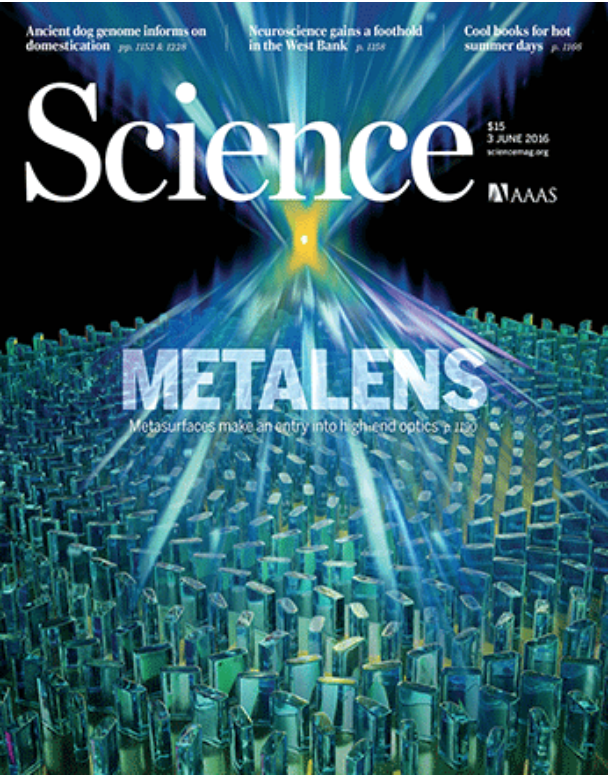 Ancient dog genome informs on
domestication pp. 1153 & 1228
Neuroscience gains a foothold
in the West Bank p. 1158
Cool books for hot
summer days p. 1166
Science
$15
3 JUNE 2016
sciencemag.org
AAAS
METALENS
Metasurfaces make an entry into high-end optics p. 1190